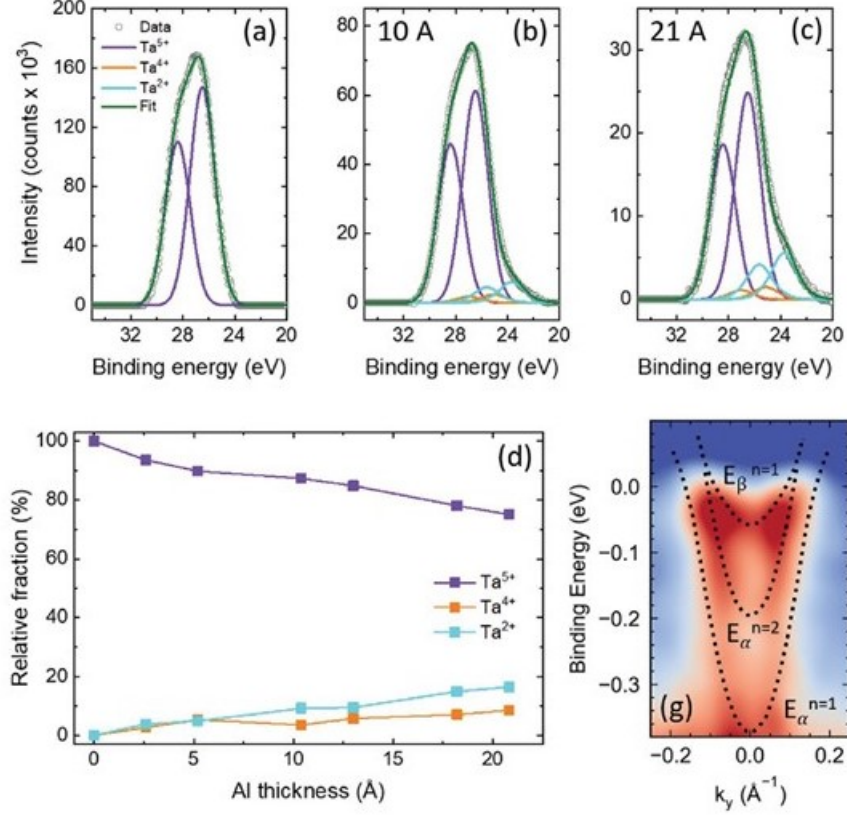 (a)
Data
Ta⁵⁺
Ta⁴⁺
Ta²⁺
Fit
Intensity (counts x 10³)
200
160
120
80
40
0
32 28 24 20
Binding energy (eV)
10 A (b)
80
60
40
20
0
32 28 24 20
Binding energy (eV)
21 A (c)
30
20
10
0
32 28 24 20
Binding energy (eV)
(d)
Relative fraction (%)
100
80
60
40
20
0
Ta⁵⁺
Ta⁴⁺
Ta²⁺
0 5 10 15 20
Al thickness (Å)
Binding Energy (eV)
0.0
−0.1
−0.2
−0.3
Eβⁿ⁼¹
Eαⁿ⁼²
Eαⁿ⁼¹
(g)
−0.2 0.0 0.2
ky (Å⁻¹)